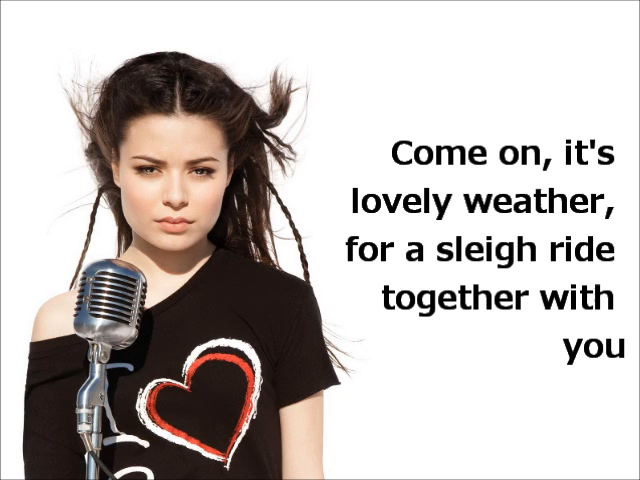 Come on, it's
lovely weather,
for a sleigh ride
together with
you